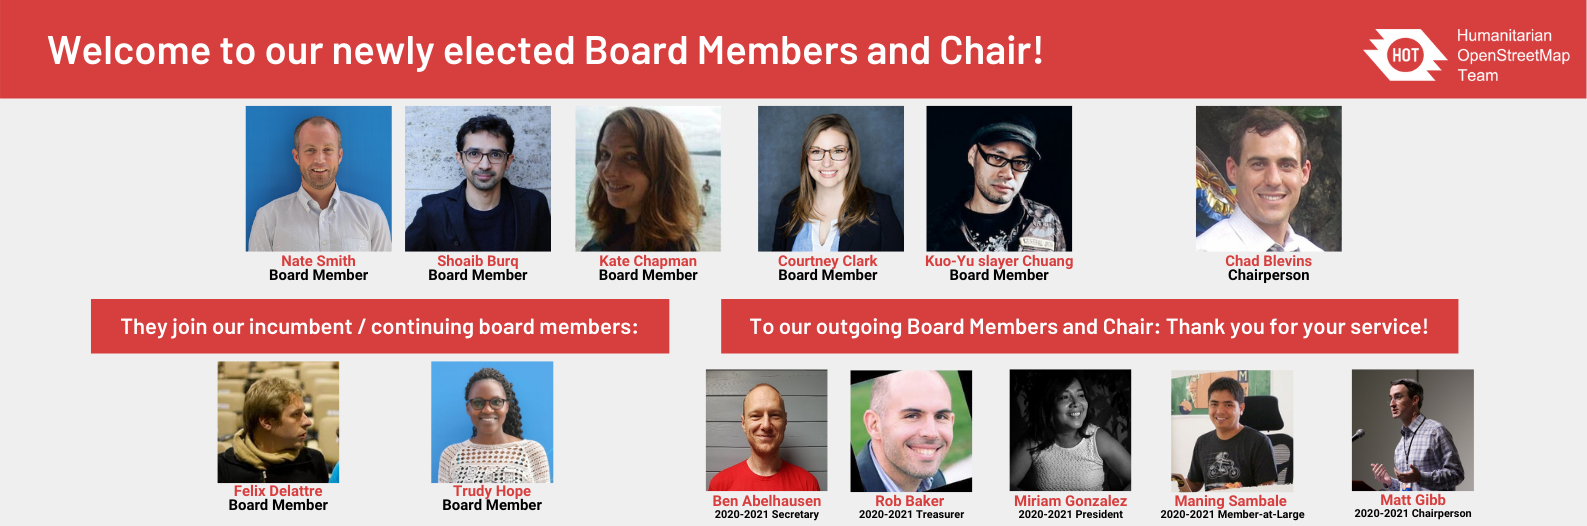 Welcome to our newly elected Board Members and Chair!
HOT
Humanitarian
OpenStreetMap
Team
Nate Smith
Board Member
Shoaib Burq
Board Member
Kate Chapman
Board Member
Courtney Clark
Board Member
Kuo-Yu slayer Chuang
Board Member
Chad Blevins
Chairperson
They join our incumbent / continuing board members:
To our outgoing Board Members and Chair: Thank you for your service!
Felix Delattre
Board Member
Trudy Hope
Board Member
Ben Abelhausen
2020-2021 Secretary
Rob Baker
2020-2021 Treasurer
Miriam Gonzalez
2020-2021 President
Maning Sambale
2020-2021 Member-at-Large
Matt Gibb
2020-2021 Chairperson